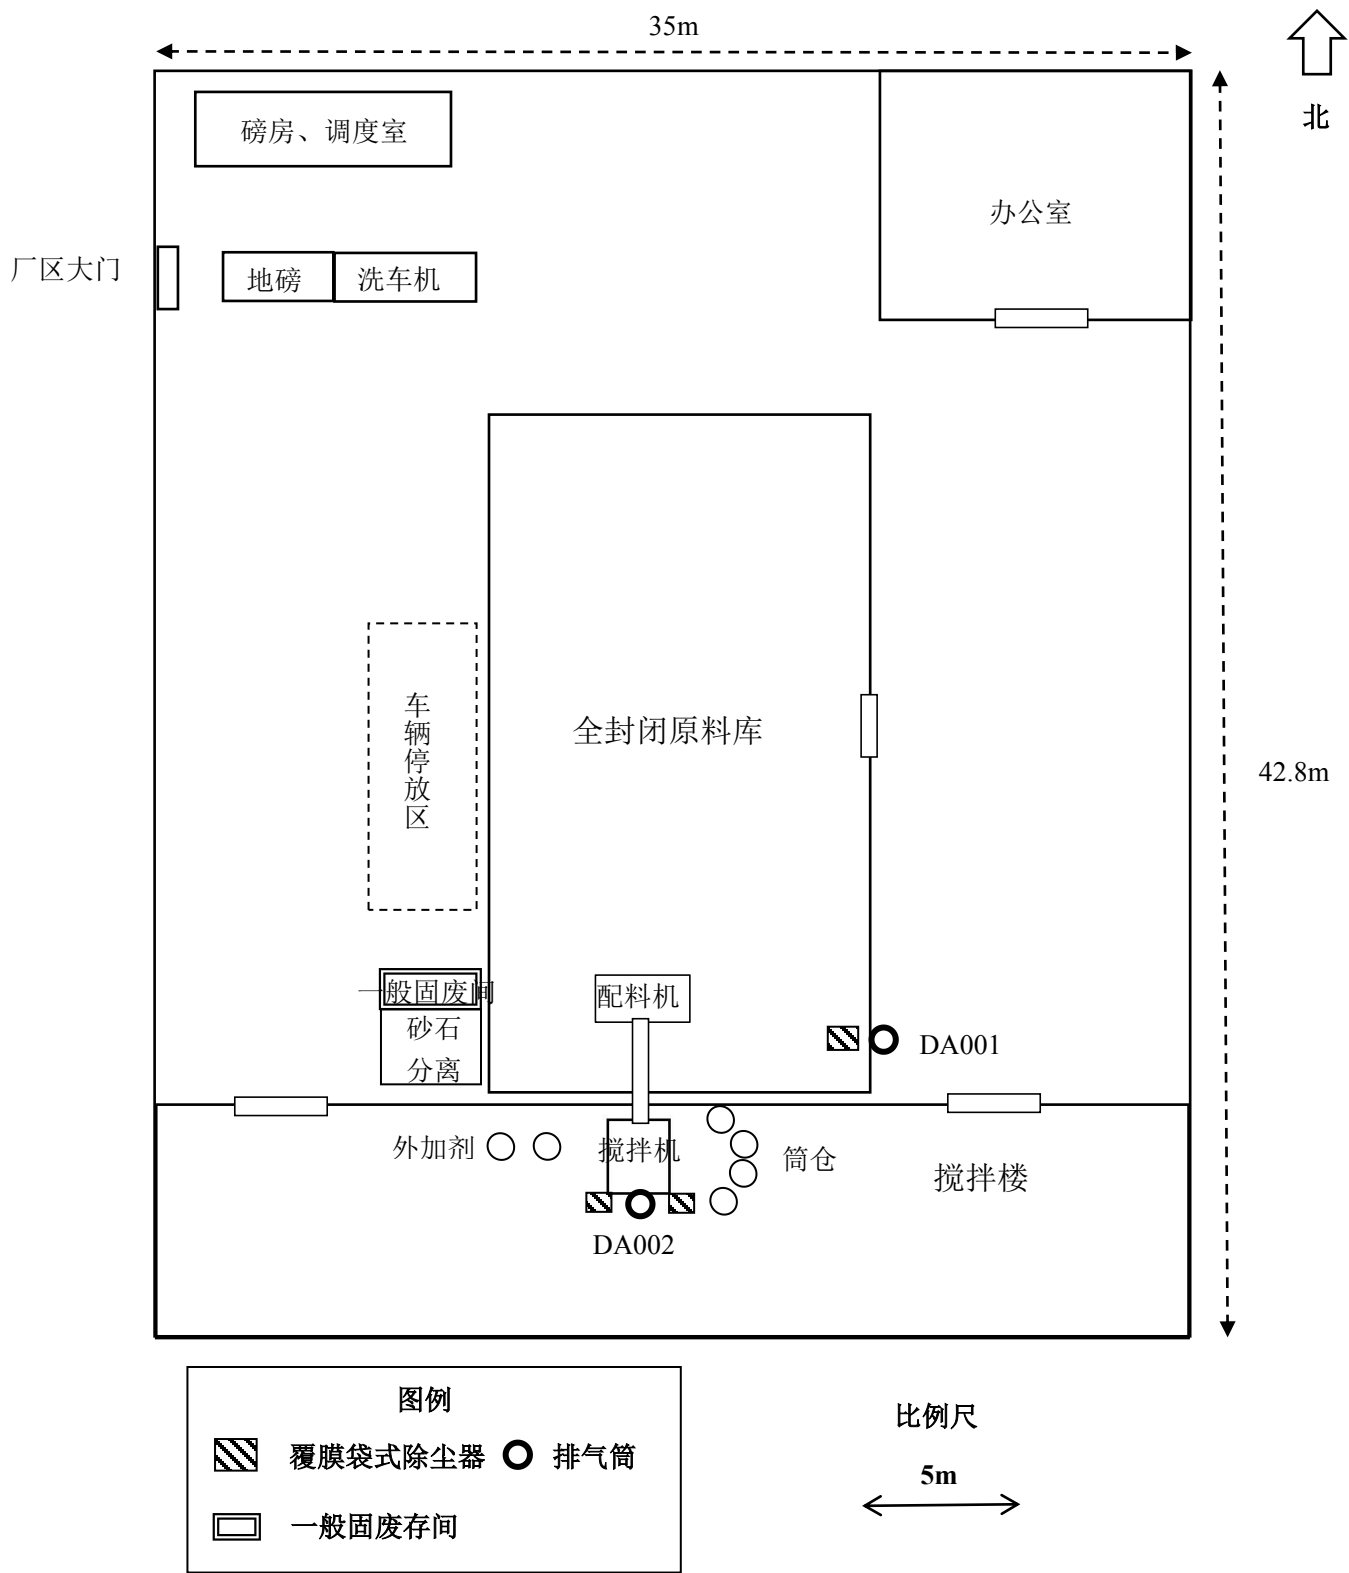 35m
北
磅房、调度室
办公室
厂区大门
地磅
洗车机
车辆停放区
全封闭原料库
42.8m
一般固废间
配料机
砂石
分离
DA001
外加剂
搅拌机
筒仓
搅拌楼
DA002
图例
覆膜袋式除尘器
排气筒
一般固废存间
比例尺
5m